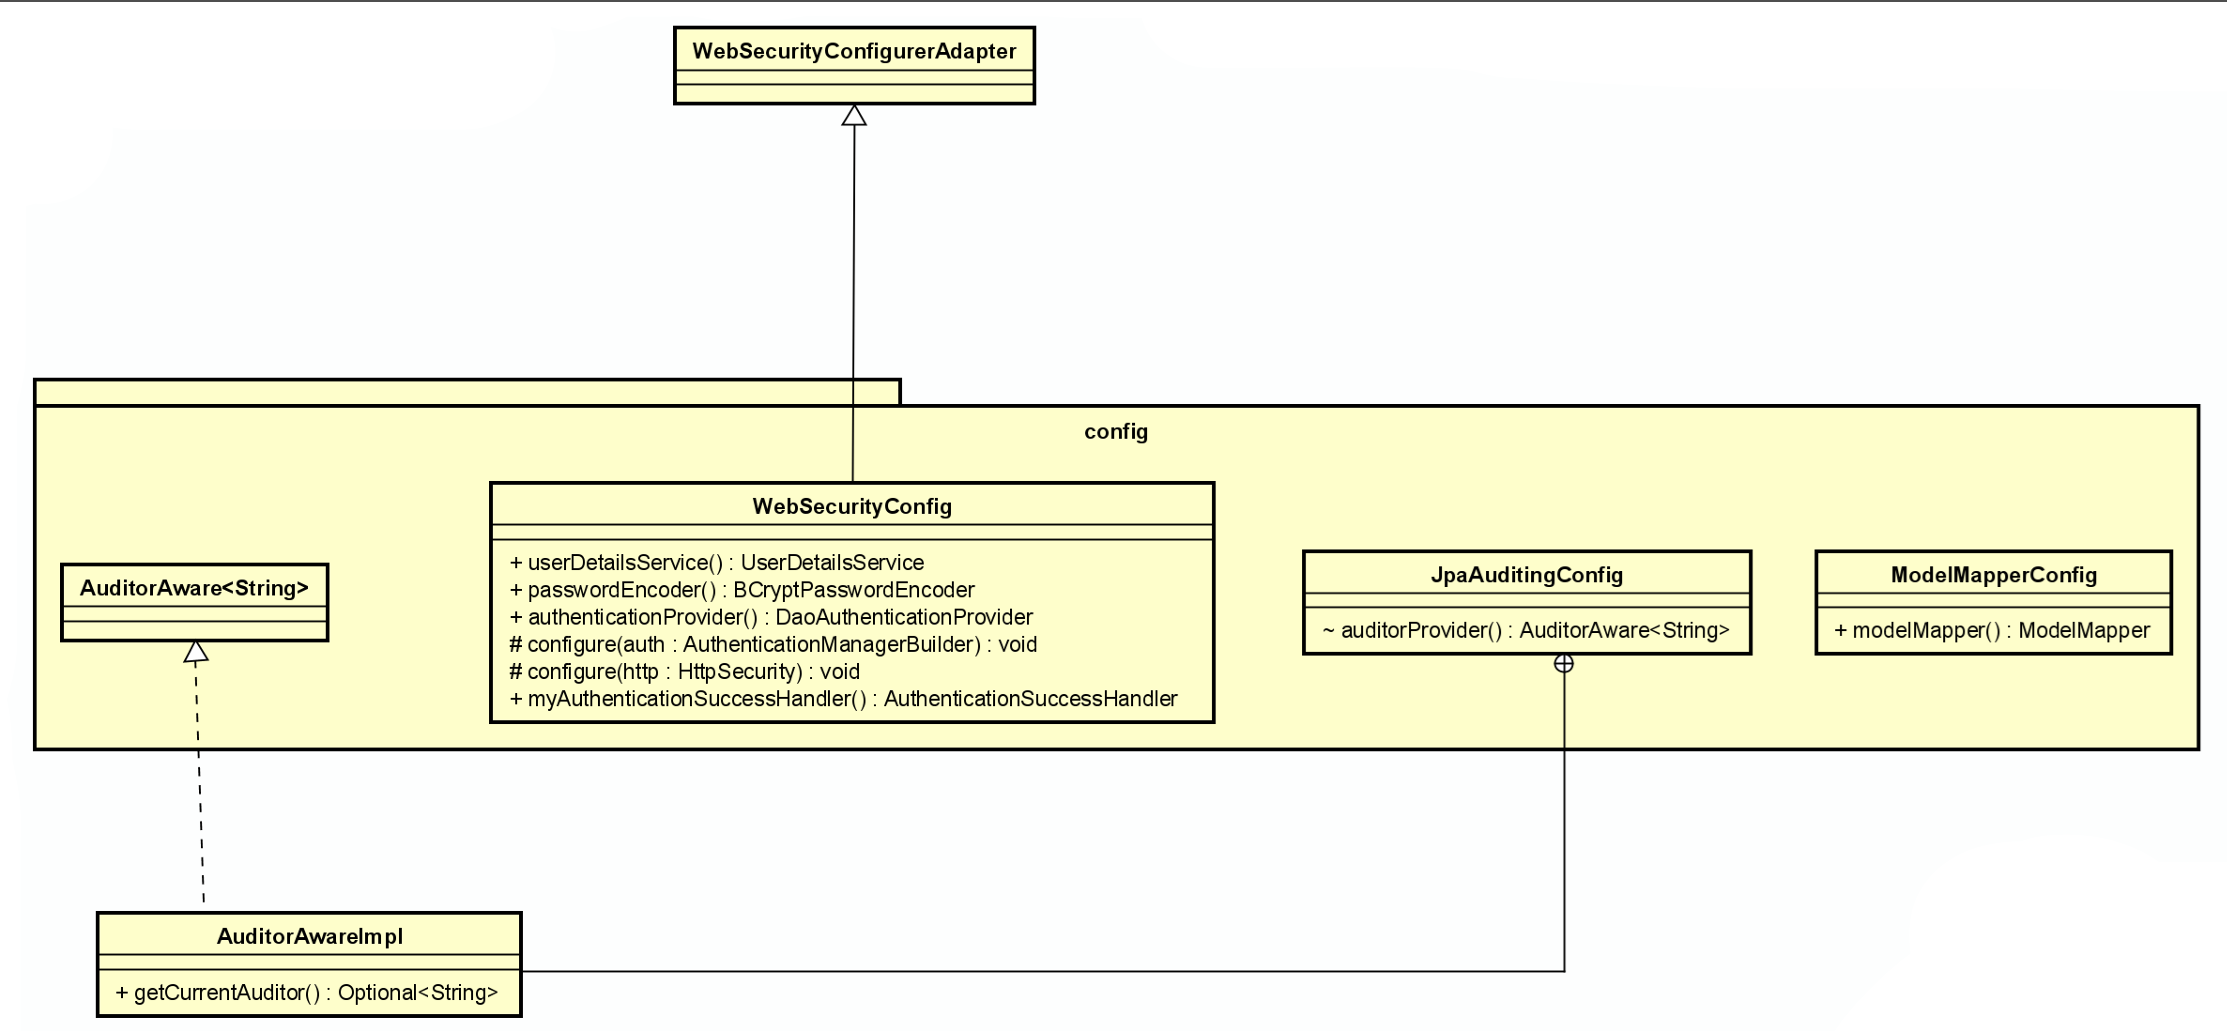 WebSecurityConfigurerAdapter
config
WebSecurityConfig
+ userDetailsService() : UserDetailsService
+ passwordEncoder() : BCryptPasswordEncoder
+ authenticationProvider() : DaoAuthenticationProvider
# configure(auth : AuthenticationManagerBuilder) : void
# configure(http : HttpSecurity) : void
+ myAuthenticationSuccessHandler() : AuthenticationSuccessHandler
AuditorAware<String>
JpaAuditingConfig
~ auditorProvider() : AuditorAware<String>
ModelMapperConfig
+ modelMapper() : ModelMapper
AuditorAwareImpl
+ getCurrentAuditor() : Optional<String>